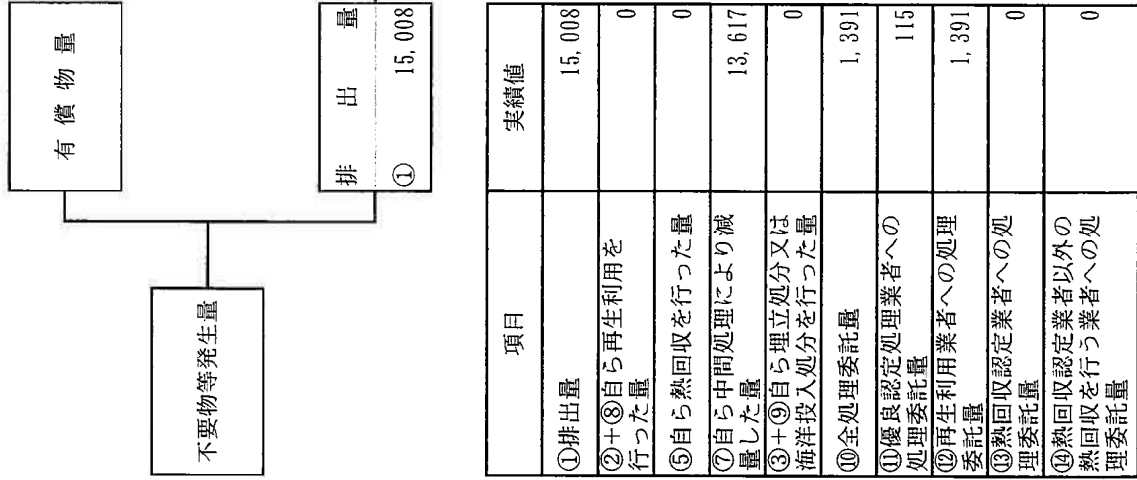 有償物量
不要物等発生量
排出量
① 15,008
項目 実績値
①排出量 15,008
②+⑧自ら再生利用を
行った量 0
⑤自ら熱回収を行った量 0
⑦自ら中間処理により減
量した量 13,617
③+⑨自ら埋立処分又は
海洋投入処分を行った量 0
⑩全処理委託量 1,391
⑪優良認定処理業者への
処理委託量 115
⑫再生利用業者への処理
委託量 1,391
⑬熱回収認定業者への処
理委託量 0
⑭熱回収認定業者以外の
熱回収を行う業者への処
理委託量 0